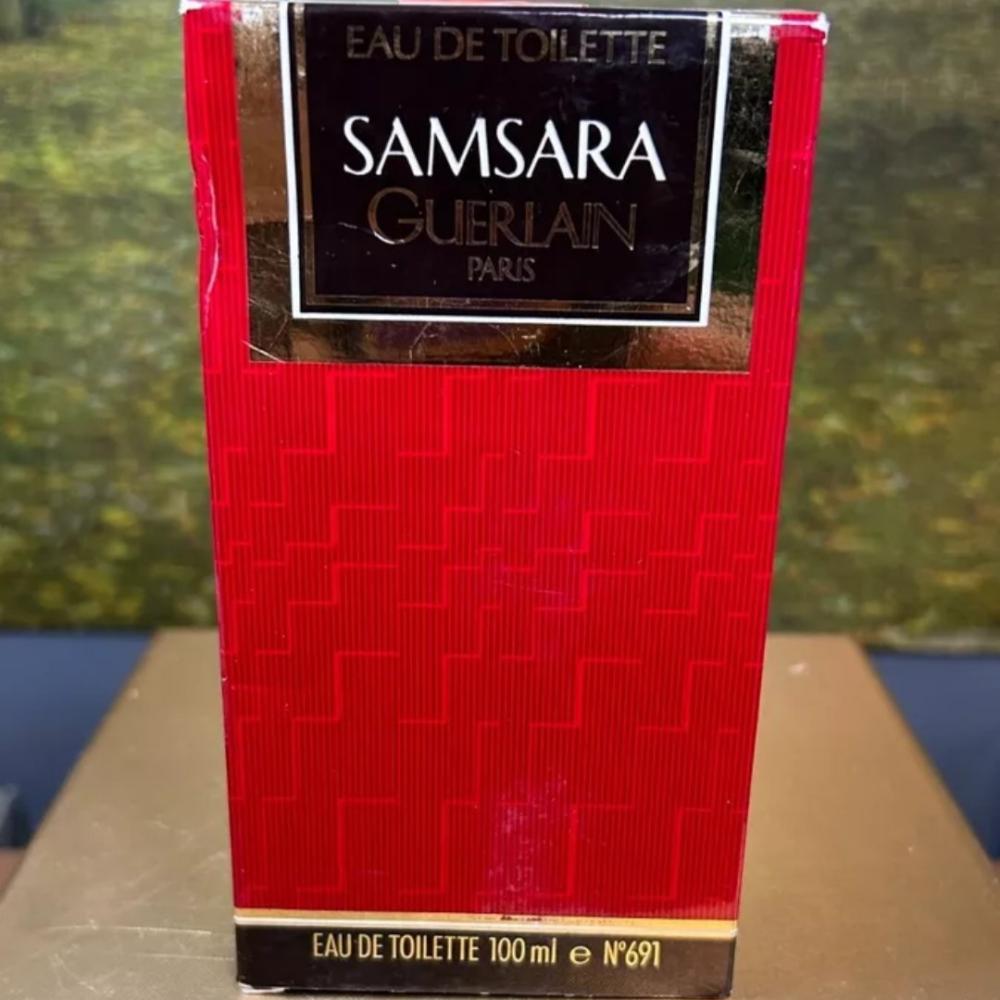 EAU DE TOILETTE
SAMSARA
GUERLAIN
PARIS
EAU DE TOILETTE 100 ml ℮ N°691